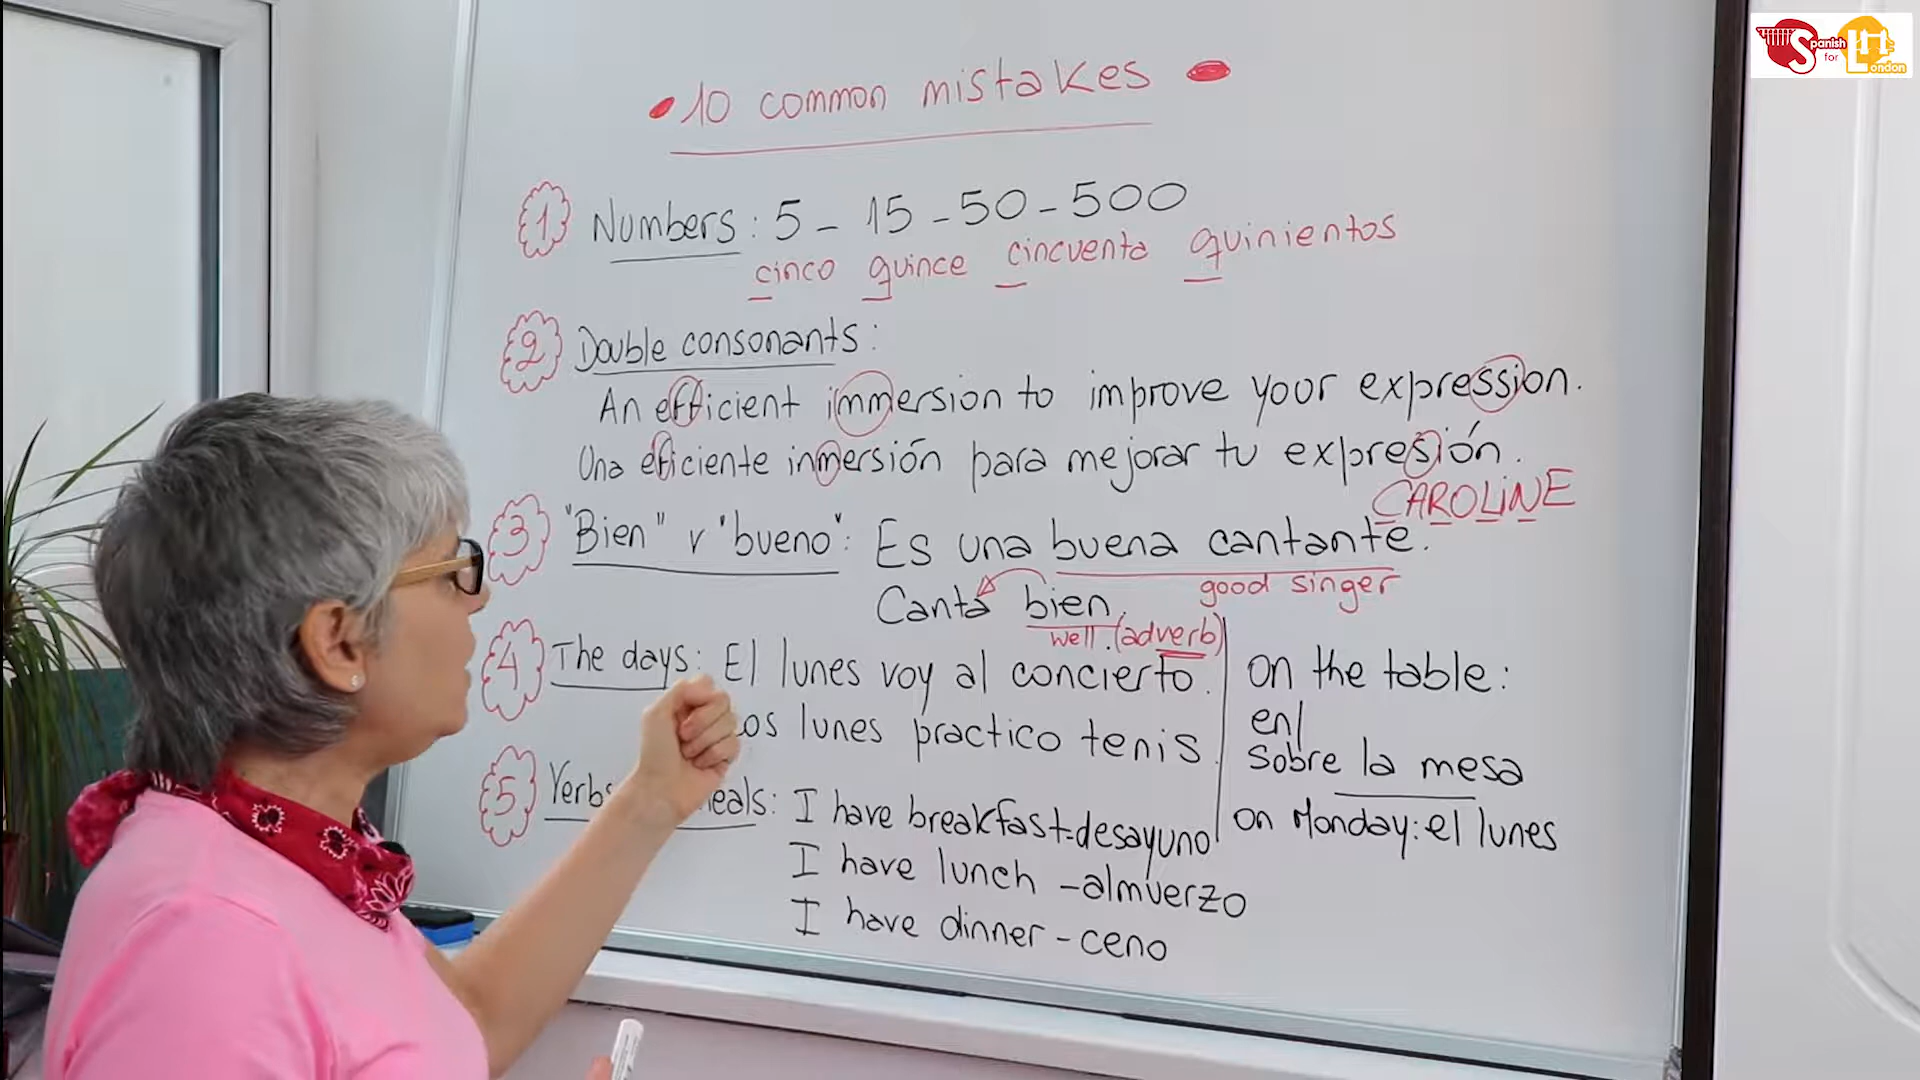 Spanish for London
10 common mistakes
1 Numbers: 5 - 15 - 50 - 500
cinco quince cincuenta quinientos
2 Double consonants:
An efficient immersion to improve your expression.
Una eficiente inmersión para mejorar tu expresión.
CAROLINE
3 "Bien" v "bueno": Es una buena cantante.
good singer
Canta bien.
well. (adverb)
4 The days: El lunes voy al concierto.
os lunes practico tenis.
on the table:
en/
sobre la mesa
on Monday: el lunes
5 Verbs eals: I have breakfast=desayuno
I have lunch - almuerzo
I have dinner - ceno